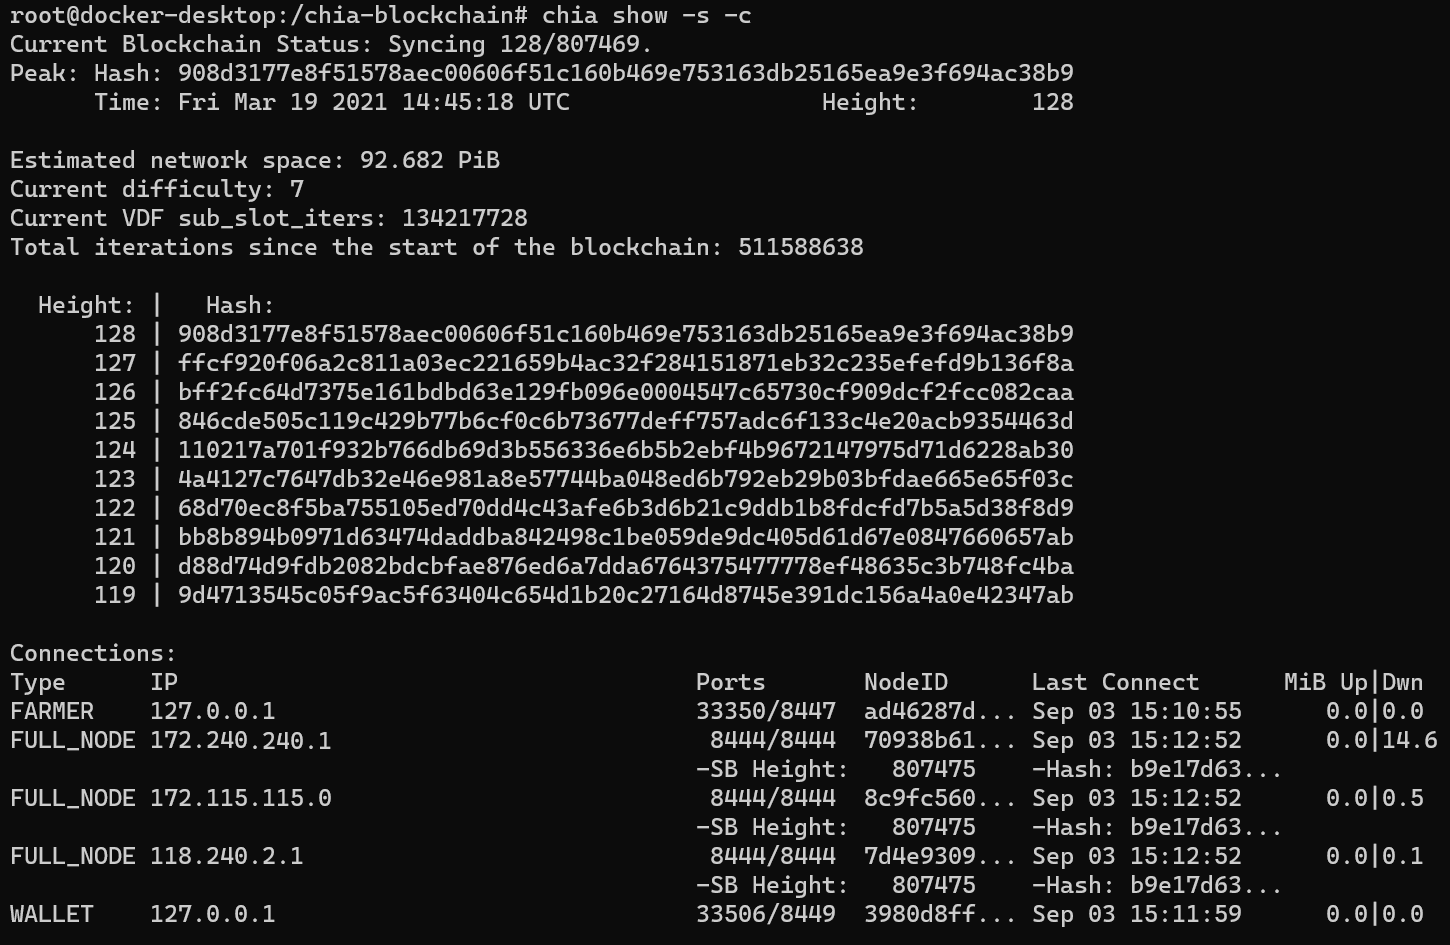 root@docker-desktop:/chia-blockchain# chia show -s -c
Current Blockchain Status: Syncing 128/807469.
Peak: Hash: 908d3177e8f51578aec00606f51c160b469e753163db25165ea9e3f694ac38b9
      Time: Fri Mar 19 2021 14:45:18 UTC                  Height:        128

Estimated network space: 92.682 PiB
Current difficulty: 7
Current VDF sub_slot_iters: 134217728
Total iterations since the start of the blockchain: 511588638

  Height: |   Hash:
      128 | 908d3177e8f51578aec00606f51c160b469e753163db25165ea9e3f694ac38b9
      127 | ffcf920f06a2c811a03ec221659b4ac32f284151871eb32c235efefd9b136f8a
      126 | bff2fc64d7375e161bdbd63e129fb096e0004547c65730cf909dcf2fcc082caa
      125 | 846cde505c119c429b77b6cf0c6b73677deff757adc6f133c4e20acb9354463d
      124 | 110217a701f932b766db69d3b556336e6b5b2ebf4b9672147975d71d6228ab30
      123 | 4a4127c7647db32e46e981a8e57744ba048ed6b792eb29b03bfdae665e65f03c
      122 | 68d70ec8f5ba755105ed70dd4c43afe6b3d6b21c9ddb1b8fdcfd7b5a5d38f8d9
      121 | bb8b894b0971d63474daddba842498c1be059de9dc405d61d67e0847660657ab
      120 | d88d74d9fdb2082bdcbfae876ed6a7dda6764375477778ef48635c3b748fc4ba
      119 | 9d4713545c05f9ac5f63404c654d1b20c27164d8745e391dc156a4a0e42347ab

Connections:
Type      IP                                     Ports       NodeID      Last Connect      MiB Up|Dwn
FARMER    127.0.0.1                              33350/8447  ad46287d... Sep 03 15:10:55      0.0|0.0
FULL_NODE 172.240.240.1                           8444/8444  70938b61... Sep 03 15:12:52      0.0|14.6
                                                 -SB Height:   807475    -Hash: b9e17d63...
FULL_NODE 172.115.115.0                           8444/8444  8c9fc560... Sep 03 15:12:52      0.0|0.5
                                                 -SB Height:   807475    -Hash: b9e17d63...
FULL_NODE 118.240.2.1                             8444/8444  7d4e9309... Sep 03 15:12:52      0.0|0.1
                                                 -SB Height:   807475    -Hash: b9e17d63...
WALLET    127.0.0.1                              33506/8449  3980d8ff... Sep 03 15:11:59      0.0|0.0